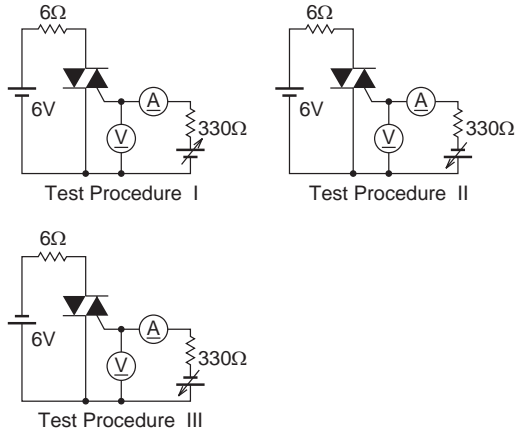 6Ω
6V
A
V
330Ω
Test Procedure I
6Ω
6V
A
V
330Ω
Test Procedure II
6Ω
6V
A
V
330Ω
Test Procedure III